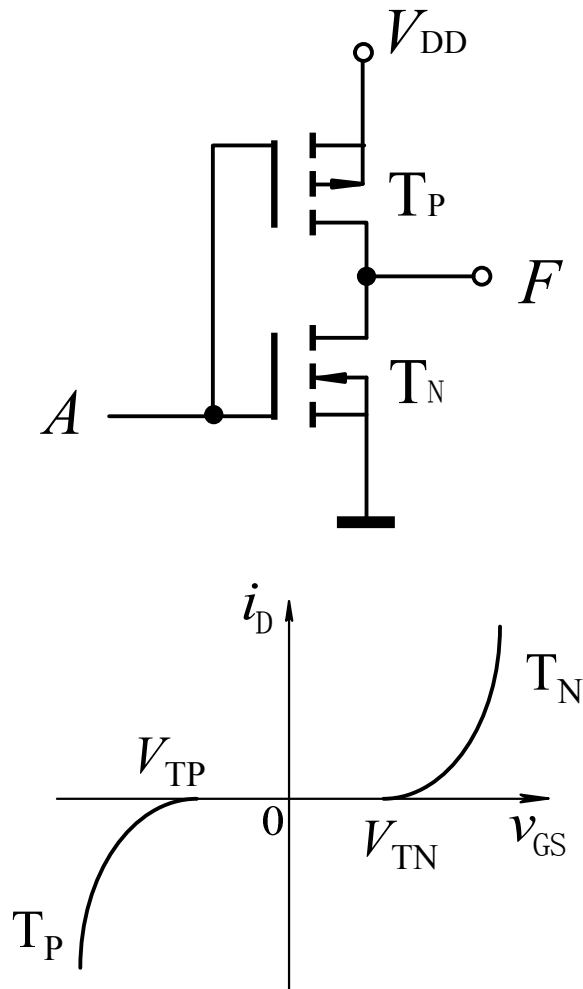 V_DD
T_P
F
T_N
A
i_D
T_N
V_TP
0
V_TN
v_GS
T_P